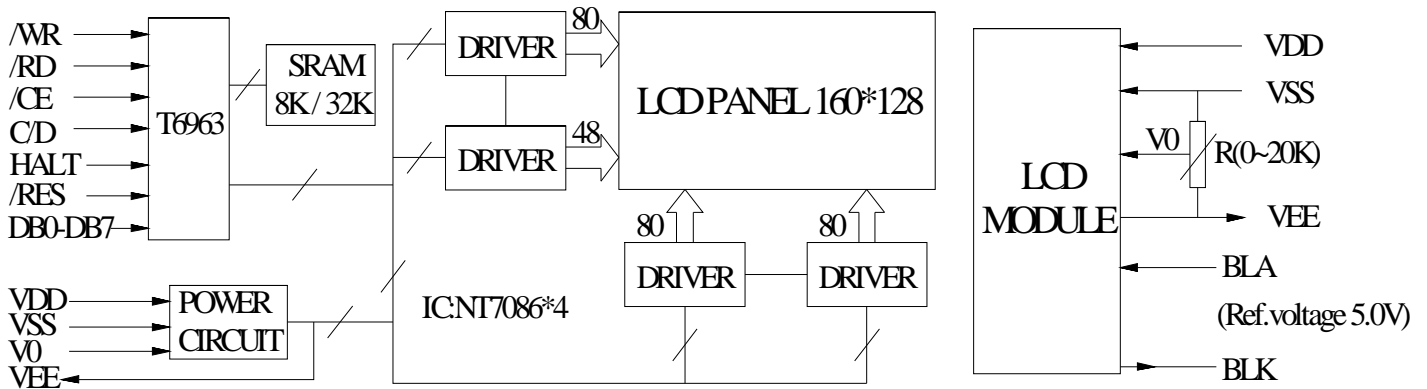 /WR
/RD
/CE
C/D
HALT
/RES
DB0-DB7
T6963
SRAM
8K / 32K
VDD
VSS
V0
VEE
POWER
CIRCUIT
DRIVER
80
DRIVER
48
LCD PANEL 160*128
80
80
DRIVER
DRIVER
IC:NT7086*4
LCD
MODULE
VDD
VSS
V0
R(0~20K)
VEE
BLA
(Ref.voltage 5.0V)
BLK